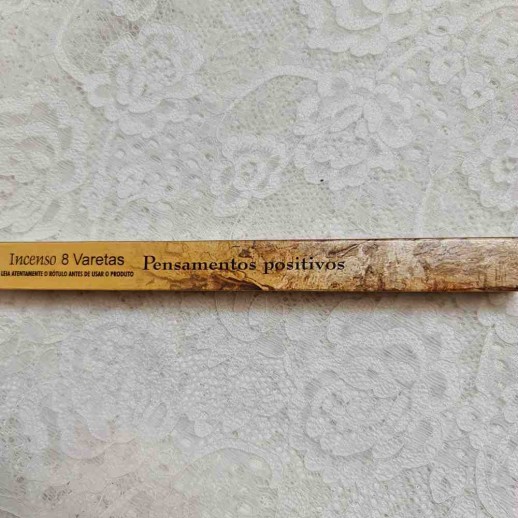 Incenso 8 Varetas
LEIA ATENTAMENTE O RÓTULO ANTES DE USAR O PRODUTO
Pensamentos positivos